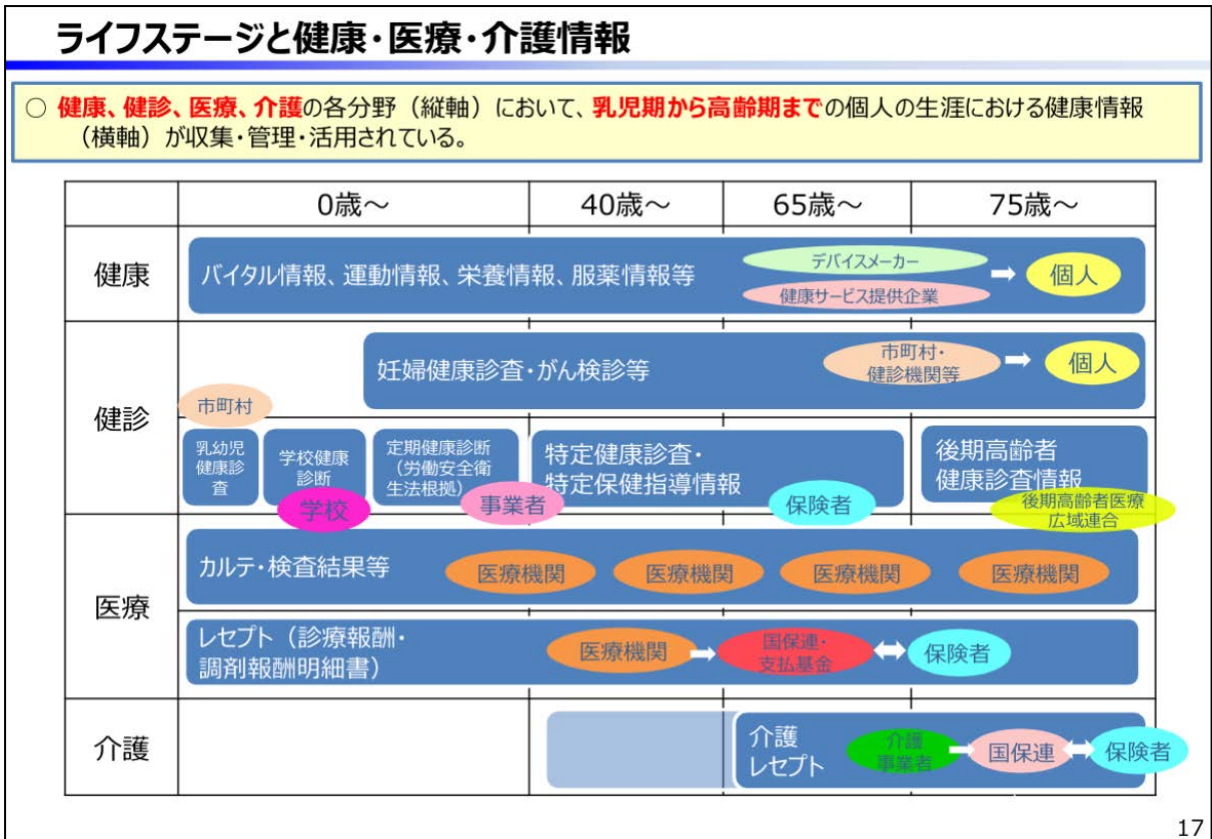 ライフステージと健康・医療・介護情報
○ 健康、健診、医療、介護の各分野（縦軸）において、乳児期から高齢期までの個人の生涯における健康情報
（横軸）が収集・管理・活用されている。
0歳～
40歳～
65歳～
75歳～
健康
バイタル情報、運動情報、栄養情報、服薬情報等
デバイスメーカー
健康サービス提供企業
個人
健診
妊婦健康診査・がん検診等
市町村・
健診機関等
個人
市町村
乳幼児
健康診
査
学校健康
診断
学校
定期健康診断
（労働安全衛
生法根拠）
事業者
特定健康診査・
特定保健指導情報
保険者
後期高齢者
健康診査情報
後期高齢者医療
広域連合
医療
カルテ・検査結果等
医療機関
医療機関
医療機関
医療機関
レセプト（診療報酬・
調剤報酬明細書）
医療機関
国保連・
支払基金
保険者
介護
介護
レセプト
介護
事業者
国保連
保険者
17